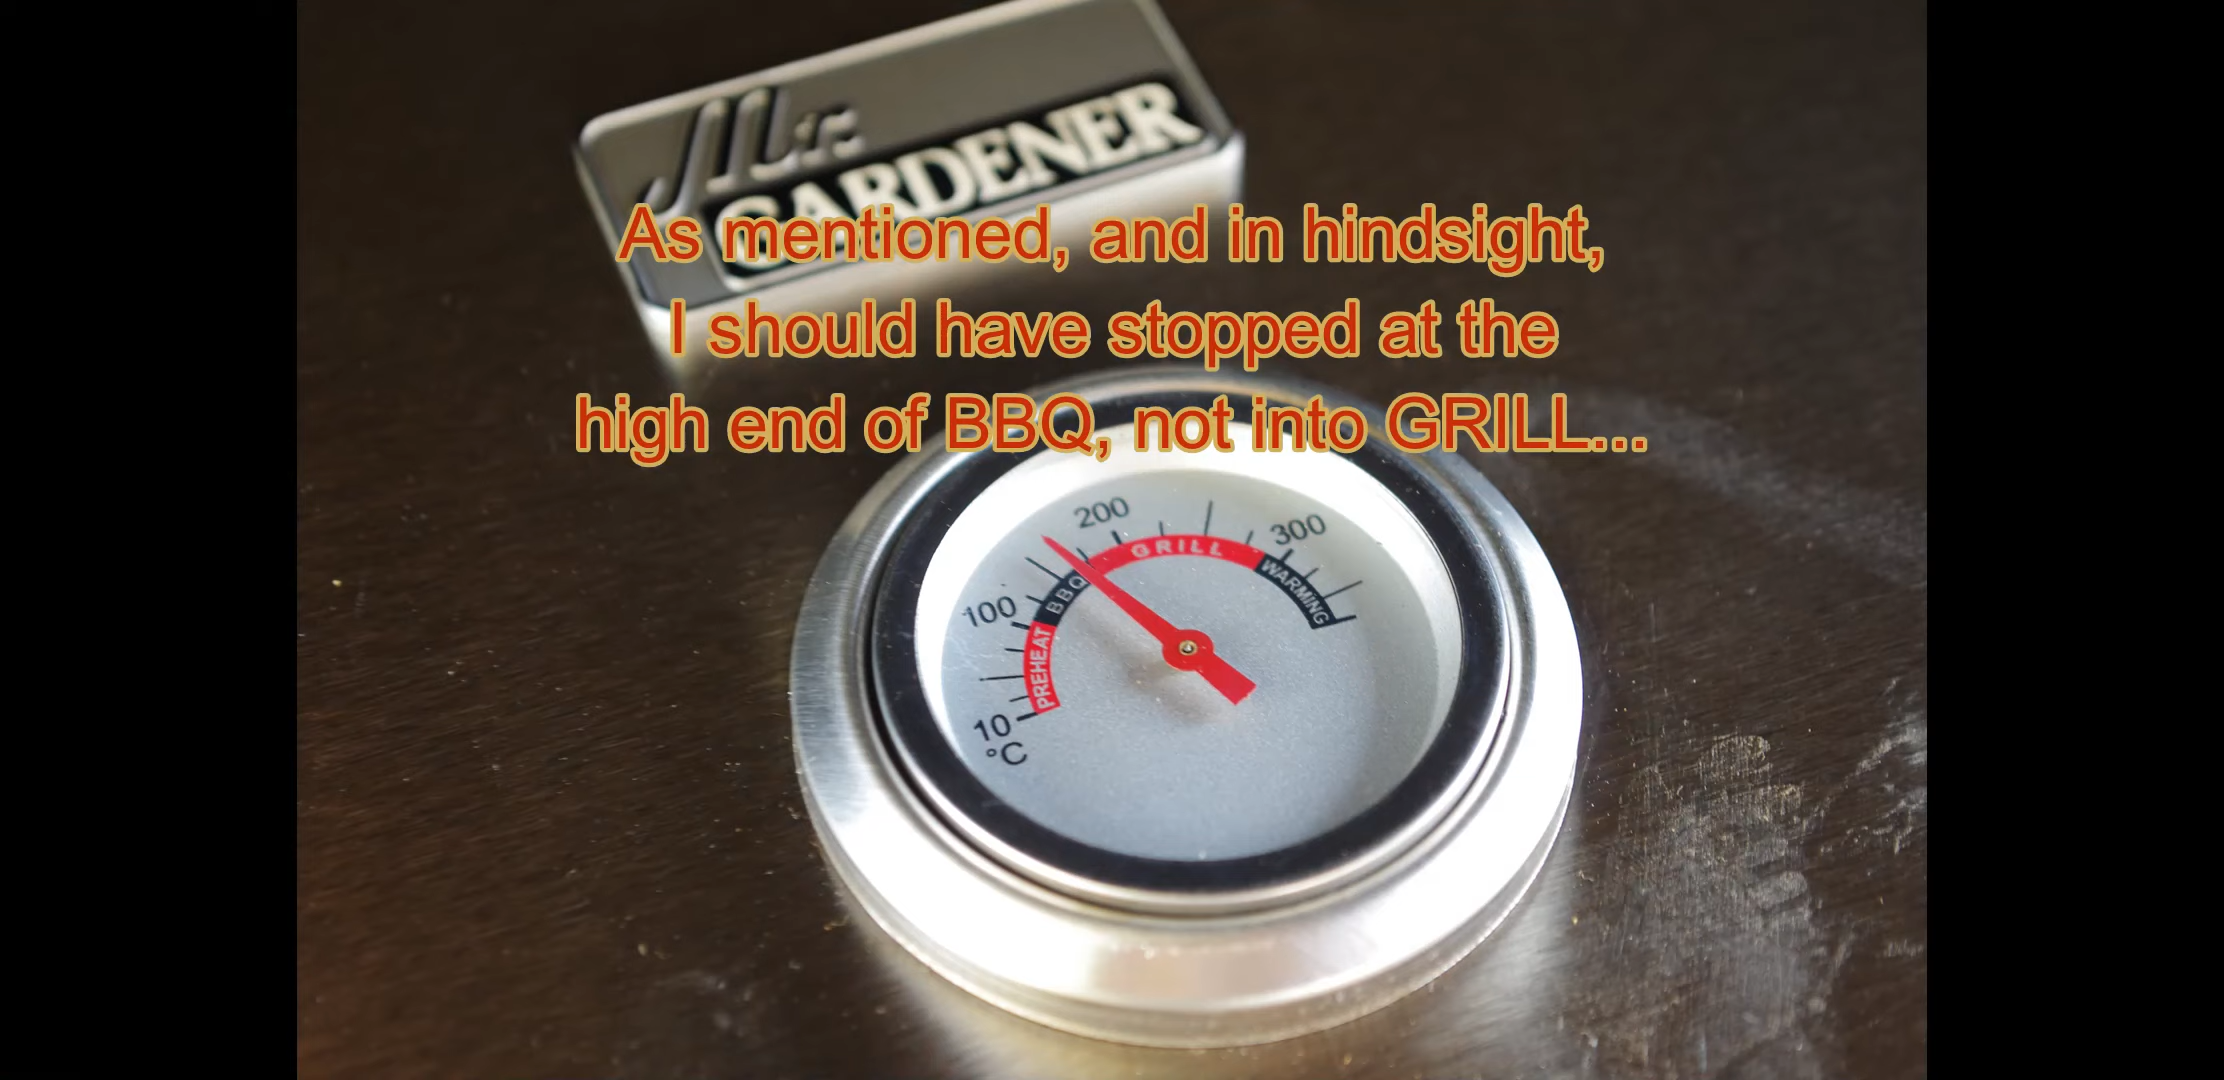 Mr.
GARDENER
As mentioned, and in hindsight,
I should have stopped at the
high end of BBQ, not into GRILL...
200
300
100
10
°C
PREHEAT
BBQ
GRILL
WARMING